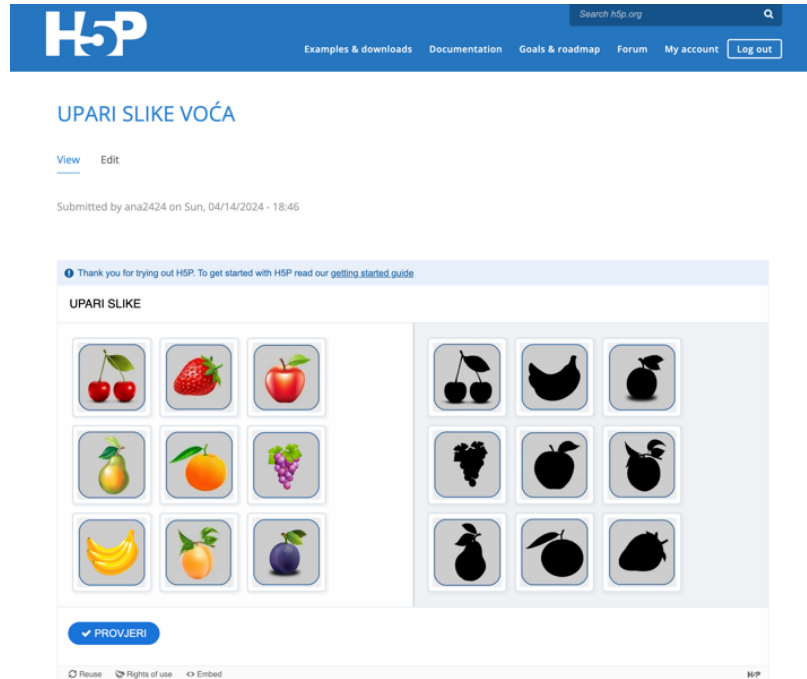 H5P
Search h5p.org
Examples & downloads Documentation Goals & roadmap Forum My account Log out
UPARI SLIKE VOĆA
View Edit
Submitted by ana2424 on Sun, 04/14/2024 - 18:46
Thank you for trying out H5P. To get started with H5P read our getting started guide
UPARI SLIKE
PROVJERI
Reuse Rights of use Embed H5P